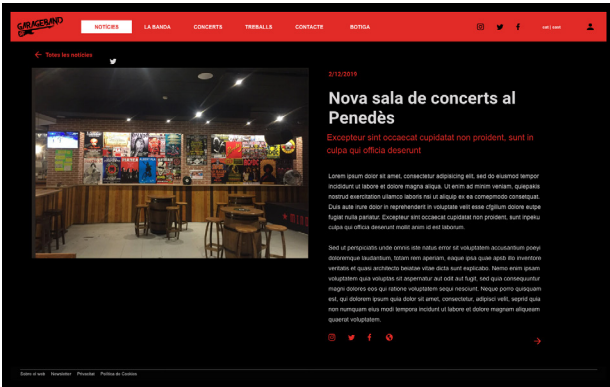 GARAGEBAND
NOTÍCIES
LA BANDA
CONCERTS
TREBALLS
CONTACTE
BOTIGA
cat | cast
← Totes les notícies
2/12/2019
Nova sala de concerts al
Penedès
Excepteur sint occaecat cupidatat non proident, sunt in
culpa qui officia deserunt
Lorem ipsum dolor sit amet, consectetur adipisicing elit, sed do eiusmod tempor
incididunt ut labore et dolore magna aliqua. Ut enim ad minim veniam, quiepakis
nostrud exercitation ullamco laboris nsi ut aliquip ex ea comepmodo consetquat.
Duis aute irure dolor in reprehenderit in voluptate velit esse cfgilium dolore eulpe
fugiat nulla pariatur. Excepteur sint occaecat cupidatat non proident, sunt inpeku
culpa qui officia deserunt mollit anim id est laborum.
Sed ut perspiciatis unde omnis iste natus error sit voluptatem accusantium peeyi
doloremque laudantium, totam rem aperiam, eaque ipsa quae apsb illo inventore
veritatis et quasi architecto beatae vitae dicta sunt explicabo. Nemo enim ipsam
voluptatem quia voluptas sit aspernatur aut odit aut fugit, sed quia consequuntur
magni dolores eos qui ratione voluptatem sequi nesciunt. Neque porro quisquam
est, qui dolorem ipsum quia dolor sit amet, consectetur, adipisci velit, seprid quia
non numquam eius modi tempora incidunt ut labore et dolore magnam aliqueam
quaerat voluptatem.
Sobre el web
Newsletter
Privacitat
Política de Cookies